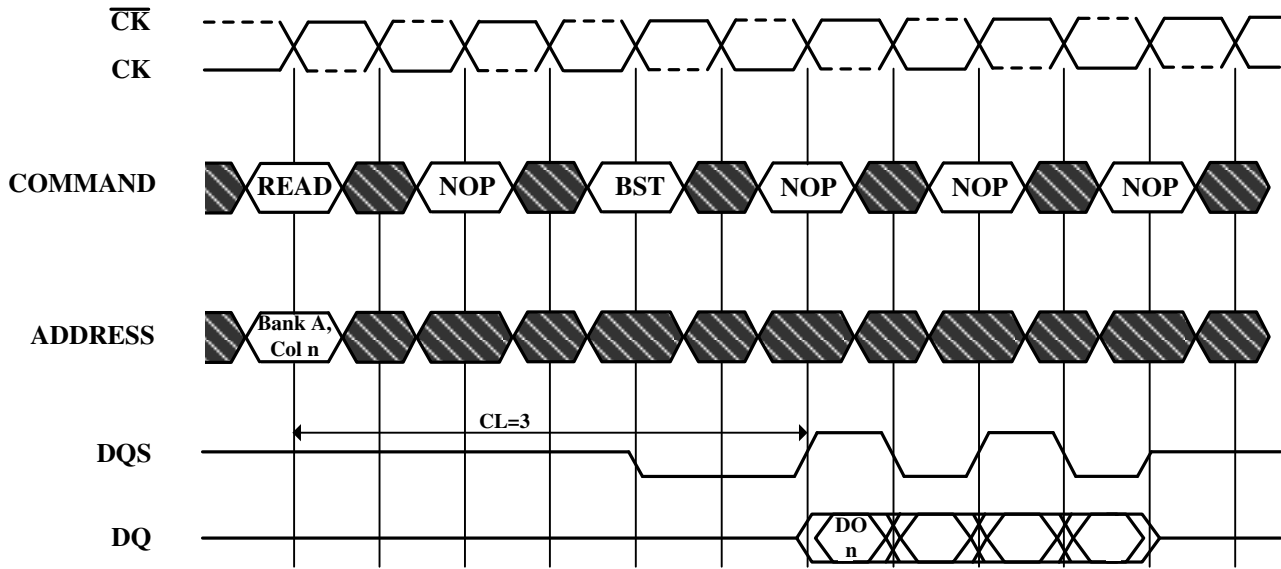 CK
CK
COMMAND
READ NOP BST NOP NOP NOP
ADDRESS
Bank A,
Col n
CL=3
DQS
DQ
DO
n